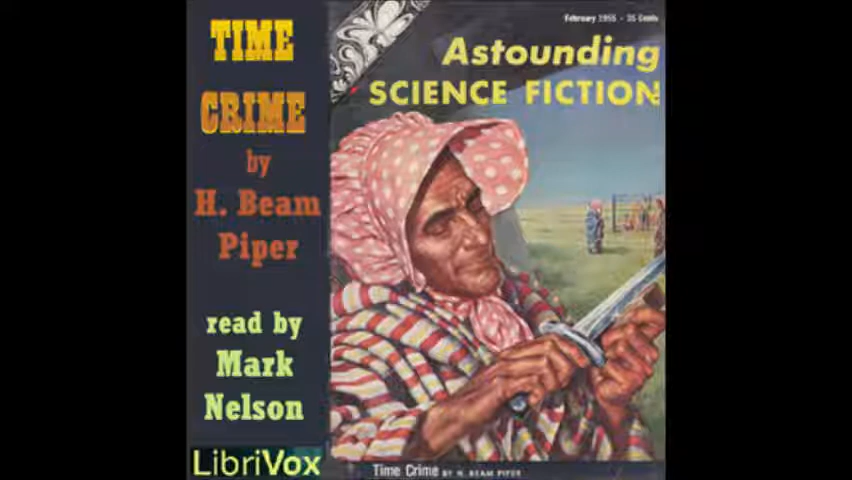 TIME
CRIME
by
H. Beam
Piper
read by
Mark
Nelson
LibriVox
February 1955 - 35 Cents
Astounding
SCIENCE FICTION
Time Crime BY H. BEAM PIPER